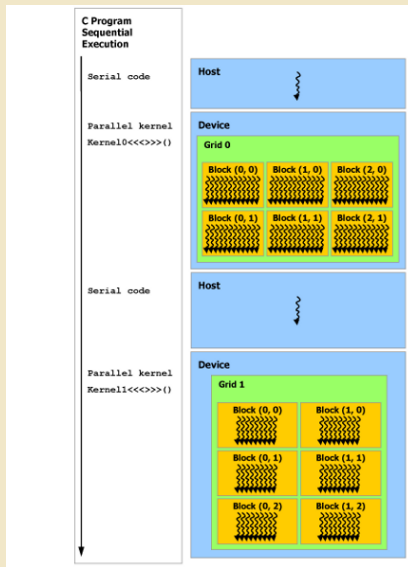 C Program
Sequential
Execution
Serial code
Host
Parallel kernel
Kernel0<<<>>>()
Device
Grid 0
Block (0, 0) Block (1, 0) Block (2, 0)
Block (0, 1) Block (1, 1) Block (2, 1)
Serial code
Host
Parallel kernel
Kernel1<<<>>>()
Device
Grid 1
Block (0, 0) Block (1, 0)
Block (0, 1) Block (1, 1)
Block (0, 2) Block (1, 2)